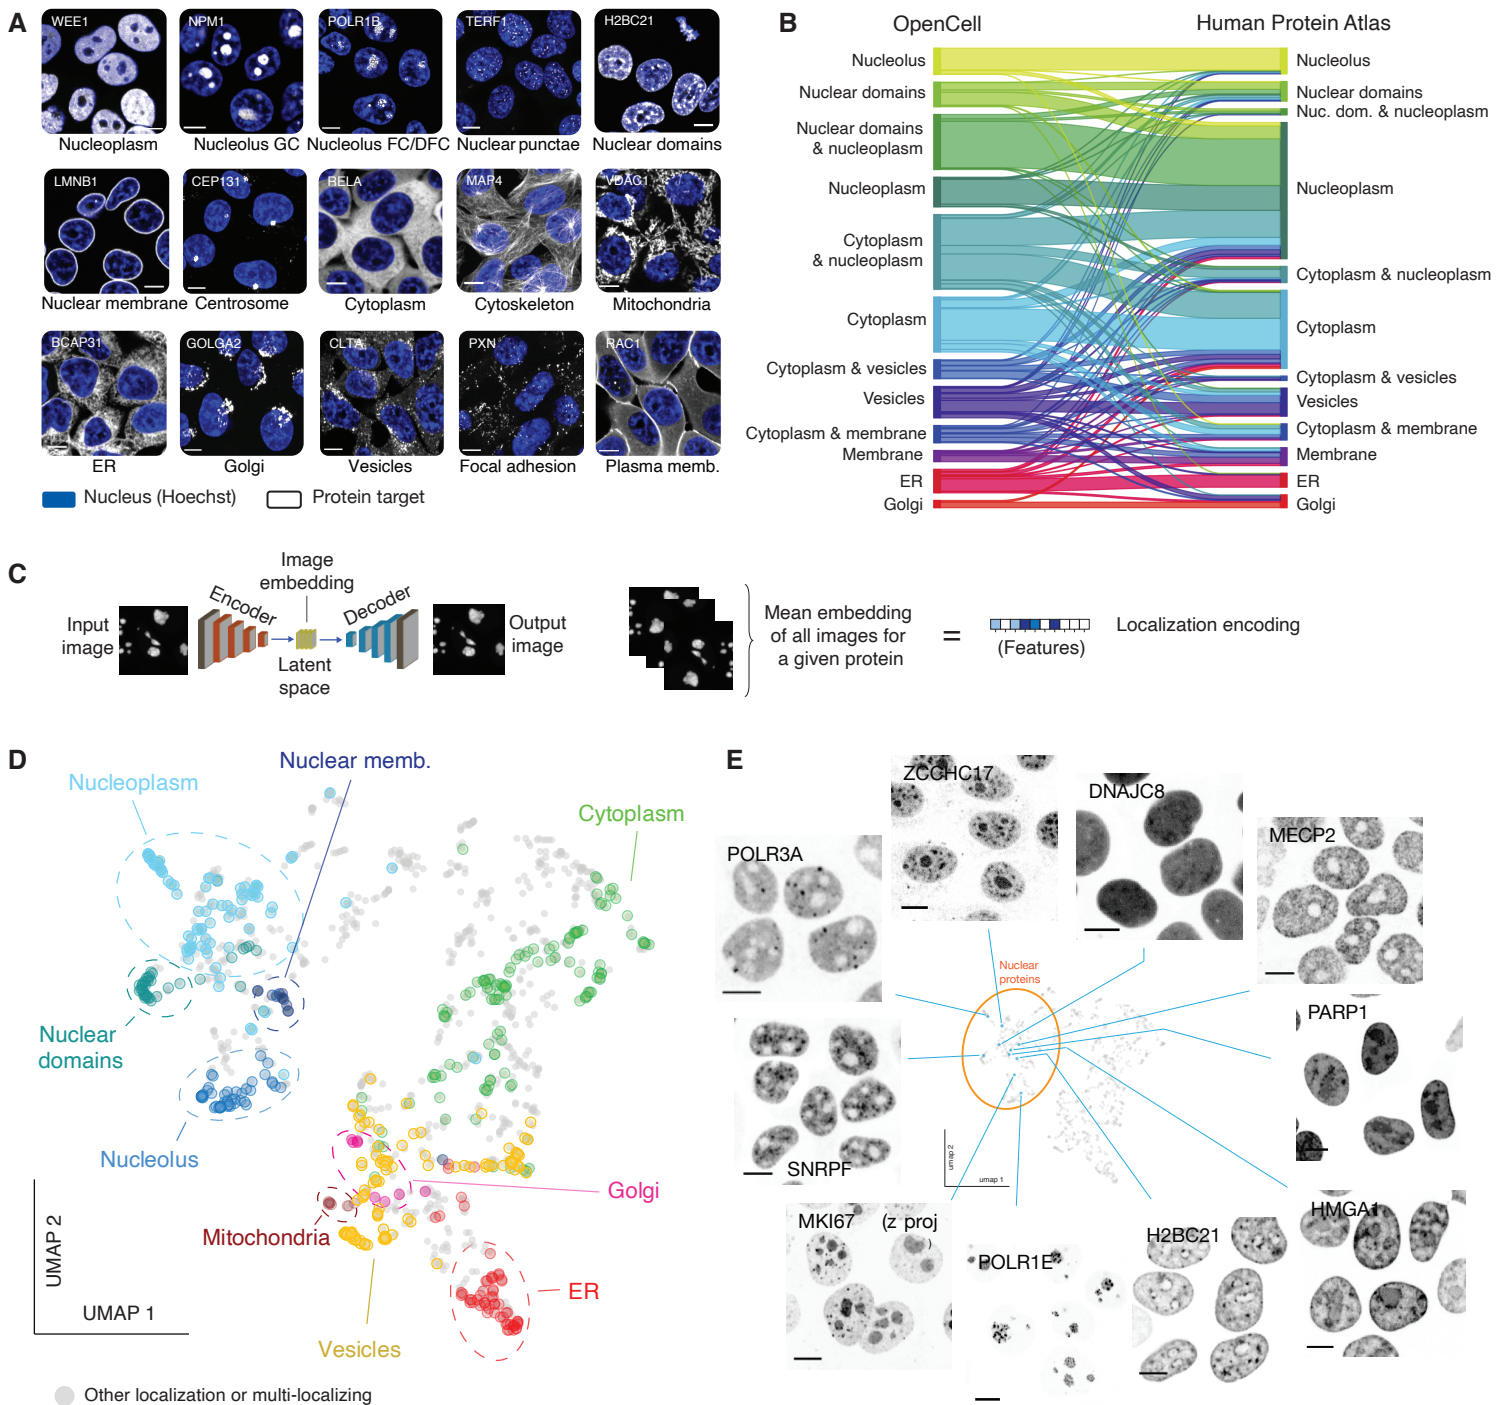 A
WEE1
NPM1
POLR1B
TERF1
H2BC21
Nucleoplasm
Nucleolus GC
Nucleolus FC/DFC
Nuclear punctae
Nuclear domains
LMNB1
CEP131
RELA
MAP4
VDAC1
Nuclear membrane
Centrosome
Cytoplasm
Cytoskeleton
Mitochondria
BCAP31
GOLGA2
CLTA
PXN
RAC1
ER
Golgi
Vesicles
Focal adhesion
Plasma memb.
Nucleus (Hoechst)
Protein target
B
OpenCell
Human Protein Atlas
Nucleolus
Nuclear domains
Nuclear domains
& nucleoplasm
Nucleoplasm
Cytoplasm
& nucleoplasm
Cytoplasm
Cytoplasm & vesicles
Vesicles
Cytoplasm & membrane
Membrane
ER
Golgi
Nucleolus
Nuclear domains
Nuc. dom. & nucleoplasm
Nucleoplasm
Cytoplasm & nucleoplasm
Cytoplasm
Cytoplasm & vesicles
Vesicles
Cytoplasm & membrane
Membrane
ER
Golgi
C
Input
image
Encoder
Image
embedding
Latent
space
Decoder
Output
image
Mean embedding
of all images for
a given protein
=
(Features)
Localization encoding
D
Nucleoplasm
Nuclear memb.
Cytoplasm
Nuclear
domains
Nucleolus
Golgi
Mitochondria
ER
Vesicles
UMAP 2
UMAP 1
Other localization or multi-localizing
E
ZCCHC17
DNAJC8
MECP2
POLR3A
Nuclear
proteins
PARP1
SNRPF
umap 2
umap 1
MKI67
(z proj
)
POLR1E
H2BC21
HMGA1